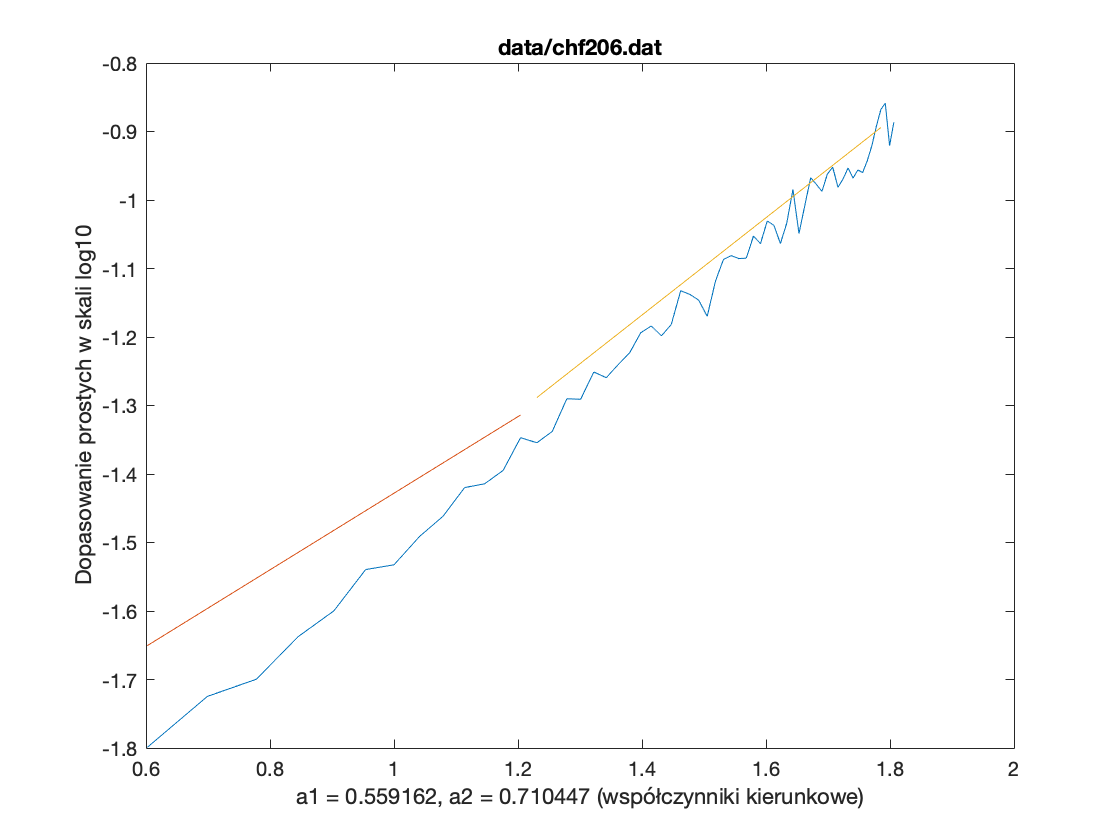 data/chf206.dat
-0.8
-0.9
-1
-1.1
-1.2
-1.3
-1.4
-1.5
-1.6
-1.7
-1.8
Dopasowanie prostych w skali log10
0.6 0.8 1 1.2 1.4 1.6 1.8 2
a1 = 0.559162, a2 = 0.710447 (współczynniki kierunkowe)